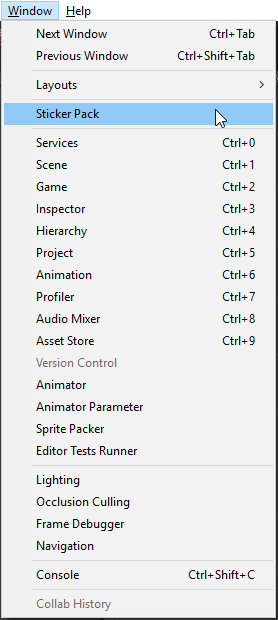 Window Help
Next Window Ctrl+Tab
Previous Window Ctrl+Shift+Tab
Layouts
Sticker Pack
Services Ctrl+0
Scene Ctrl+1
Game Ctrl+2
Inspector Ctrl+3
Hierarchy Ctrl+4
Project Ctrl+5
Animation Ctrl+6
Profiler Ctrl+7
Audio Mixer Ctrl+8
Asset Store Ctrl+9
Version Control
Animator
Animator Parameter
Sprite Packer
Editor Tests Runner
Lighting
Occlusion Culling
Frame Debugger
Navigation
Console Ctrl+Shift+C
Collab History